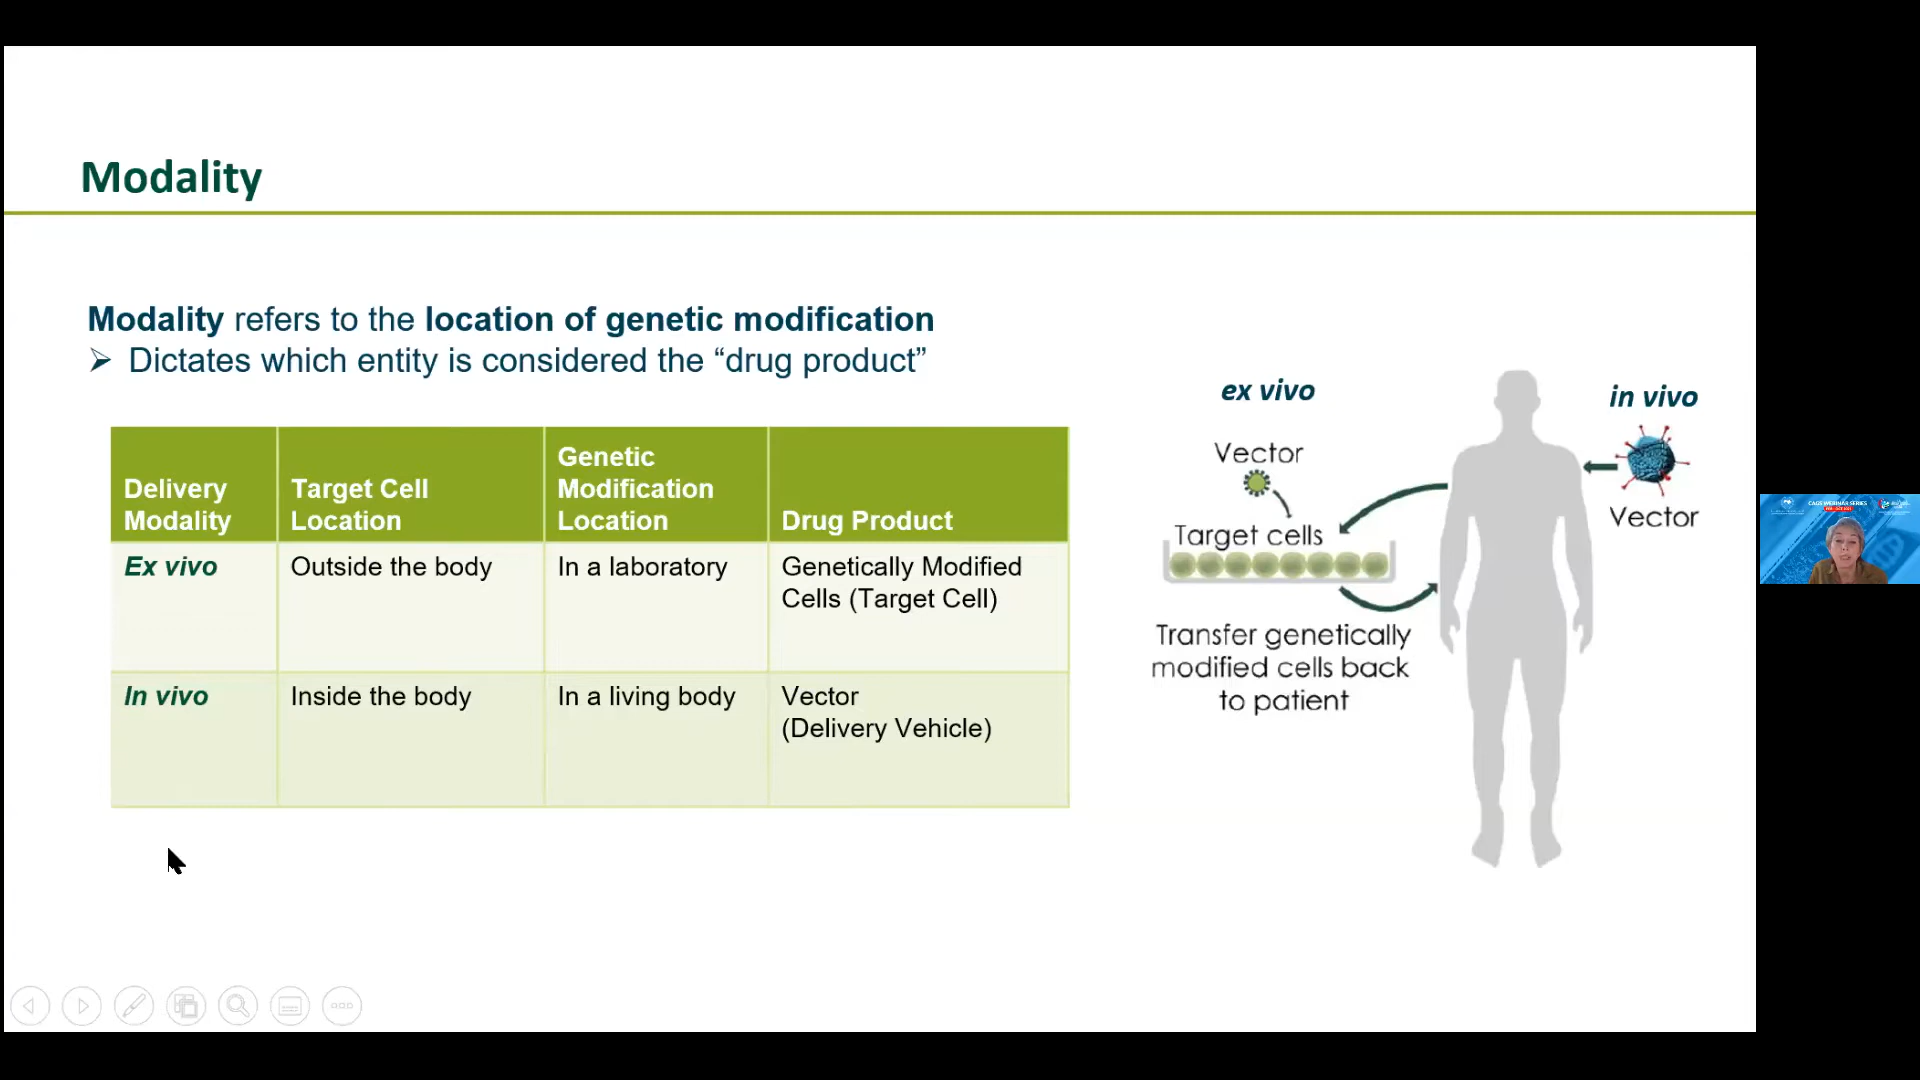 Modality
Modality refers to the location of genetic modification
➢ Dictates which entity is considered the “drug product”
Delivery Modality
Target Cell Location
Genetic Modification Location
Drug Product
Ex vivo
Outside the body
In a laboratory
Genetically Modified
Cells (Target Cell)
In vivo
Inside the body
In a living body
Vector
(Delivery Vehicle)
ex vivo
Vector
Target cells
Transfer genetically
modified cells back
to patient
in vivo
Vector
CAGS WEBINAR SERIES